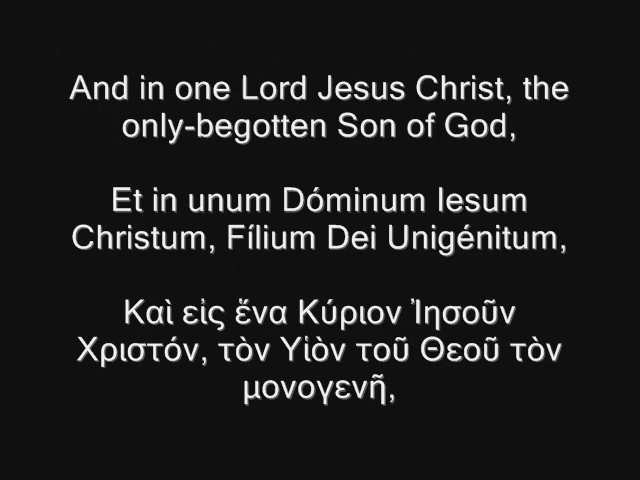 And in one Lord Jesus Christ, the
only-begotten Son of God,
Et in unum Dóminum Iesum
Christum, Fílium Dei Unigénitum,
Καὶ εἰς ἕνα Κύριον Ἰησοῦν
Χριστόν, τὸν Υἱὸν τοῦ Θεοῦ τὸν
μονογενῆ,